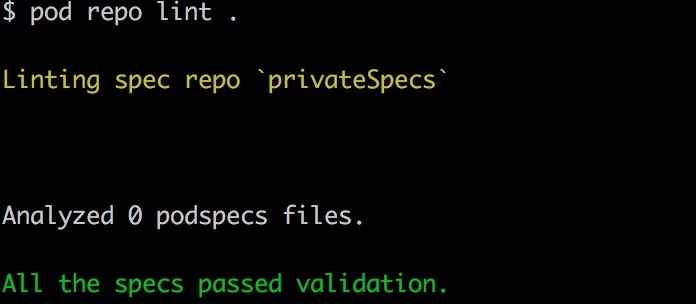 $ pod repo lint .
Linting spec repo `privateSpecs`
Analyzed 0 podspecs files.
All the specs passed validation.